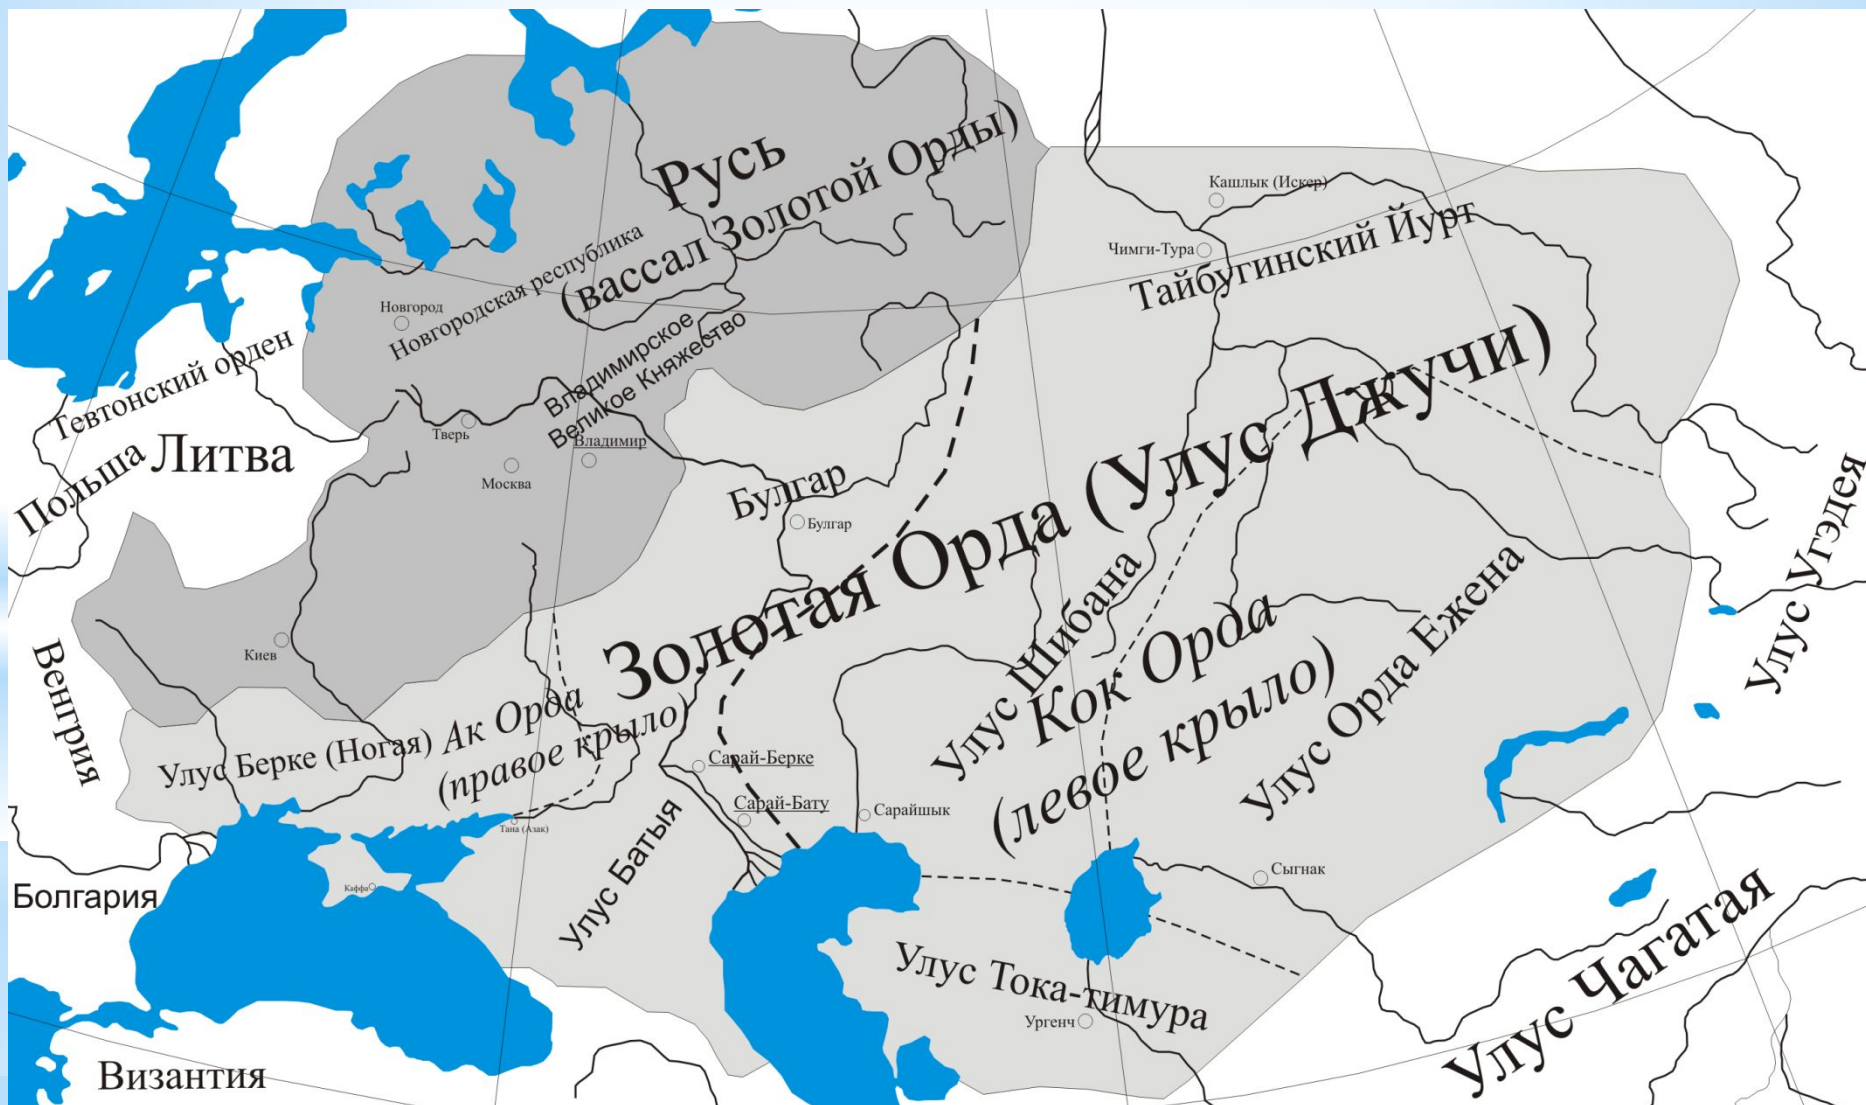 Русь
(вассал Золотой Орды)
Новгородская республика
Новгород
Владимирское
Великое Княжество
Владимир
Тверь
Москва
Киев
Тевтонский орден
Польша
Литва
Венгрия
Болгария
Византия
Кашлык (Искер)
Чимги-Тура
Тайбугинский Йурт
Золотая Орда (Улус Джучи)
Булгар
Булгар
Улус Берке (Ногая)
Ак Орда
(правое крыло)
Тана (Азак)
Каффа
Улус Батыя
Сарай-Берке
Сарай-Бату
Сарайшык
Улус Шибана
Кок Орда
(левое крыло)
Улус Орда Ежена
Сыгнак
Улус Тока-тимура
Ургенч
Улус Угэдея
Улус Чагатая